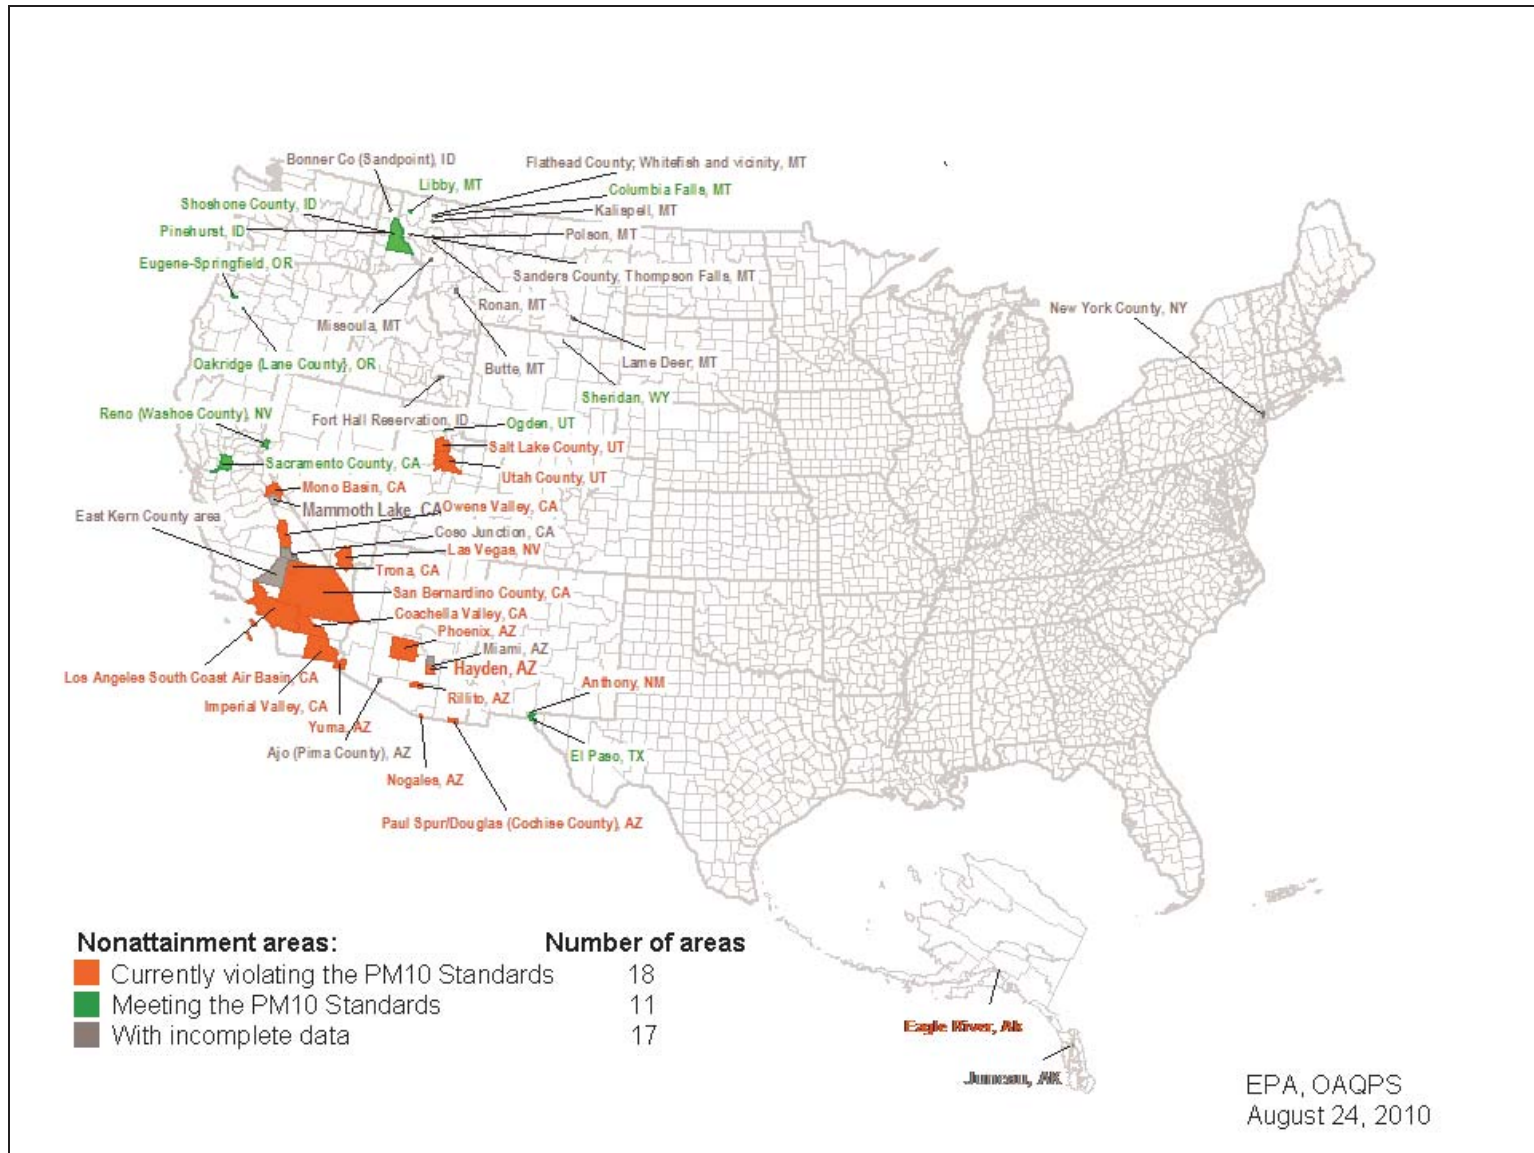 Bonner Co (Sandpoint), ID
Flathead County; Whitefish and vicinity, MT
Libby, MT
Columbia Falls, MT
Shoshone County, ID
Kalispell, MT
Pinehurst, ID
Polson, MT
Eugene-Springfield, OR
Sanders County, Thompson Falls, MT
Ronan, MT
New York County, NY
Missoula, MT
Oakridge (Lane County), OR
Butte, MT
Lame Deer, MT
Sheridan, WY
Reno (Washoe County), NV
Fort Hall Reservation, ID
Ogden, UT
Salt Lake County, UT
Sacramento County, CA
Utah County, UT
Mono Basin, CA
Mammoth Lake, CA
Owens Valley, CA
East Kern County area
Coso Junction, CA
Las Vegas, NV
Trona, CA
San Bernardino County, CA
Coachella Valley, CA
Phoenix, AZ
Miami, AZ
Hayden, AZ
Los Angeles South Coast Air Basin, CA
Anthony, NM
Rillito, AZ
Imperial Valley, CA
Yuma, AZ
Ajo (Pima County), AZ
El Paso, TX
Nogales, AZ
Paul Spur/Douglas (Cochise County), AZ
Nonattainment areas: Number of areas
Currently violating the PM10 Standards 18
Meeting the PM10 Standards 11
With incomplete data 17
Eagle River, Ak
Juneau, AK
EPA, OAQPS
August 24, 2010